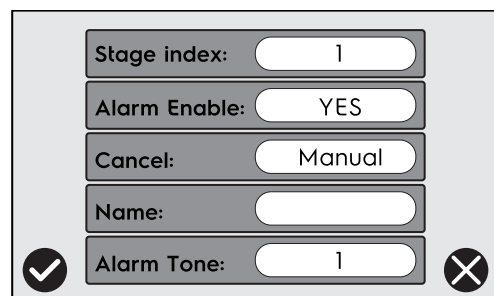 Stage index: 1
Alarm Enable: YES
Cancel: Manual
Name:
Alarm Tone: 1